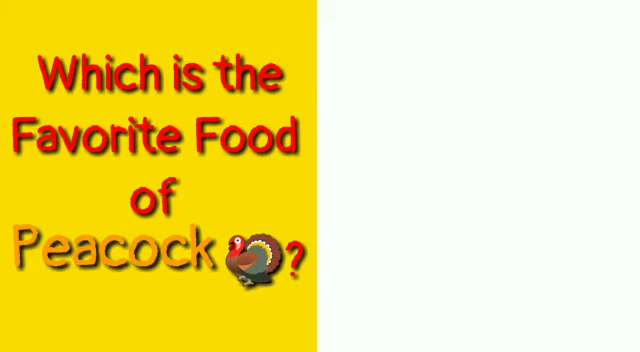 Which is the
Favorite Food
of
Peacock ?